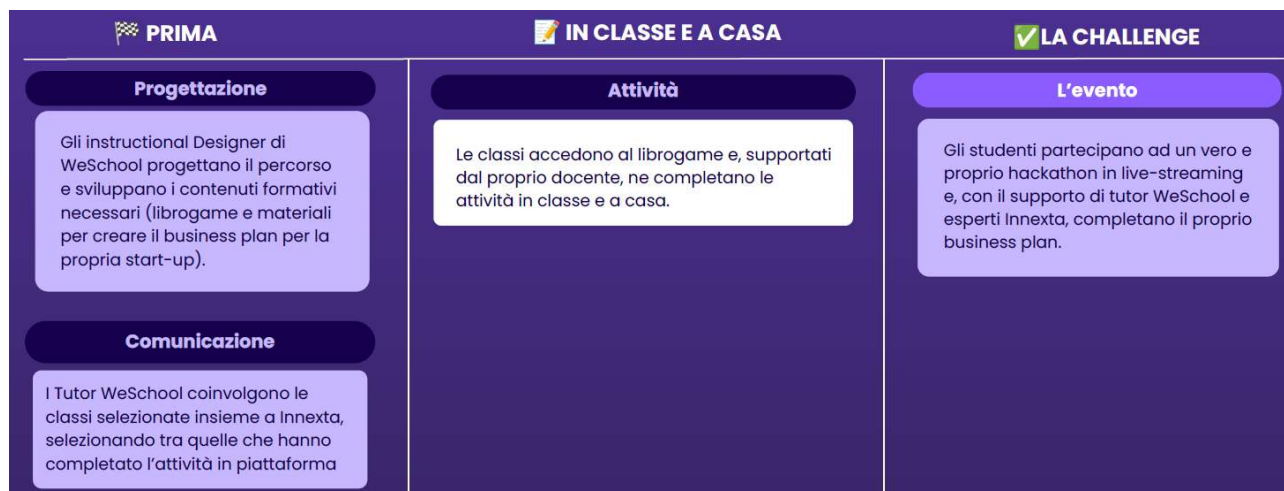 🏁 PRIMA
Progettazione
Gli instructional Designer di
WeSchool progettano il percorso
e sviluppano i contenuti formativi
necessari (librogame e materiali
per creare il business plan per la
propria start-up).
Comunicazione
I Tutor WeSchool coinvolgono le
classi selezionate insieme a Innexta,
selezionando tra quelle che hanno
completato l'attività in piattaforma
📝 IN CLASSE E A CASA
Attività
Le classi accedono al librogame e, supportati
dal proprio docente, ne completano le
attività in classe e a casa.
✅LA CHALLENGE
L'evento
Gli studenti partecipano ad un vero e
proprio hackathon in live-streaming
e, con il supporto di tutor WeSchool e
esperti Innexta, completano il proprio
business plan.